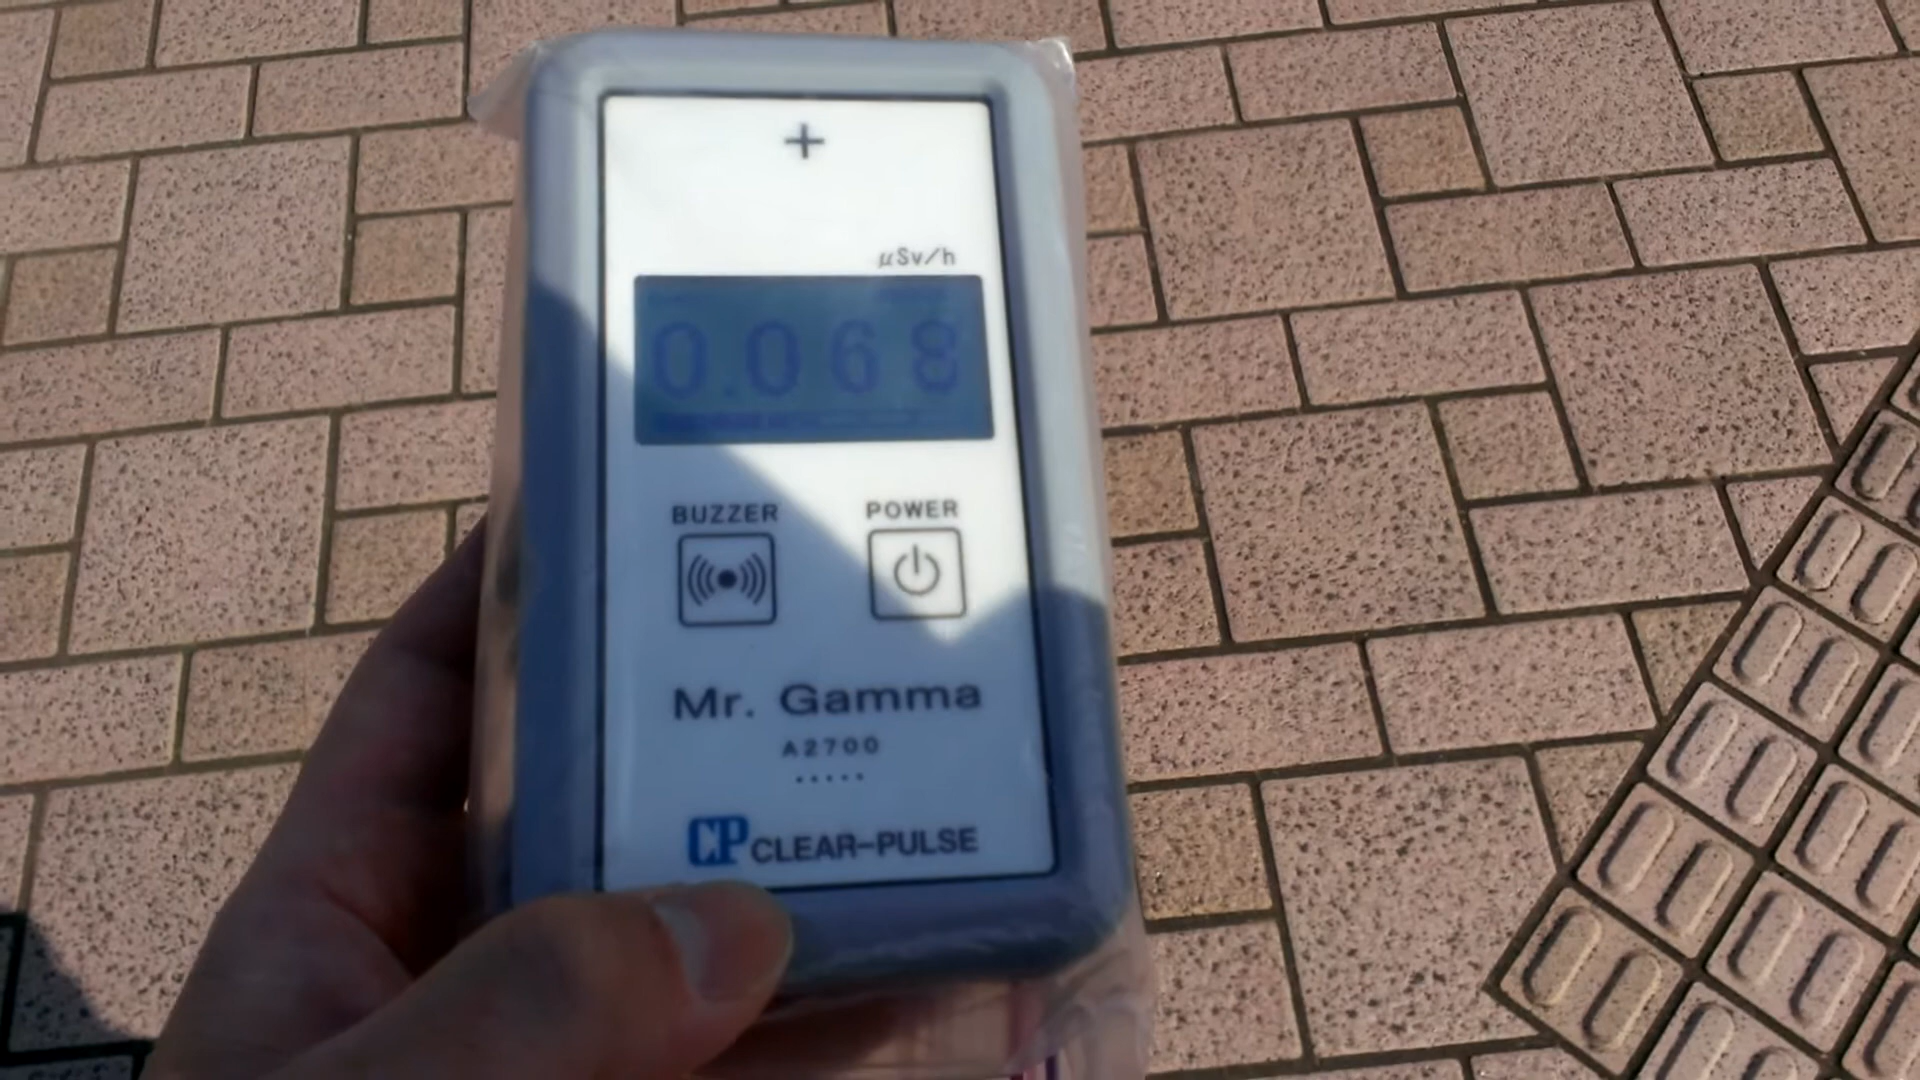 +
μSv/h
0.068
BUZZER POWER
Mr. Gamma
A2700
CP CLEAR-PULSE